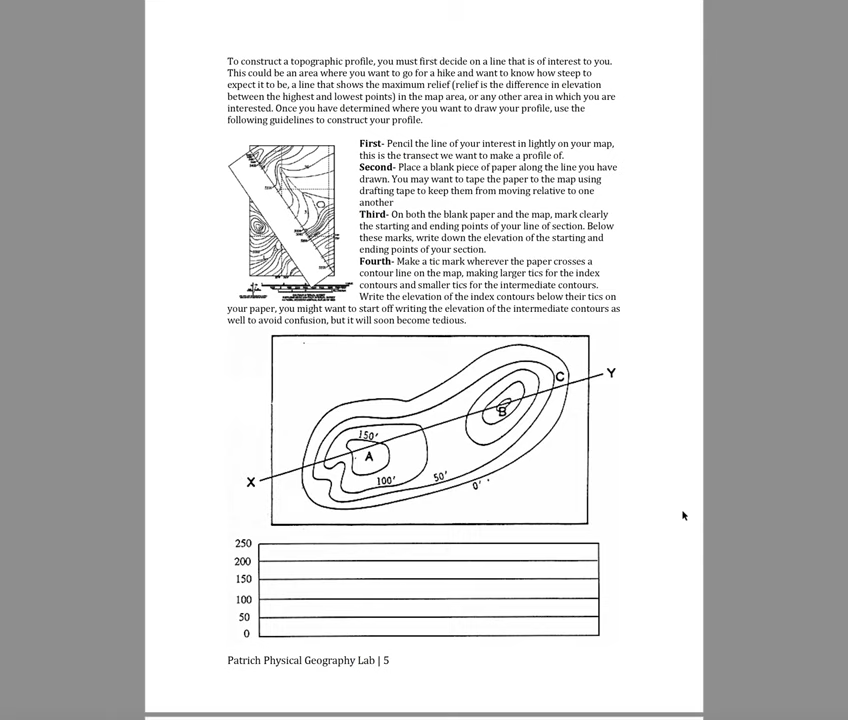 To construct a topographic profile, you must first decide on a line that is of interest to you.
This could be an area where you want to go for a hike and want to know how steep to
expect it to be, a line that shows the maximum relief (relief is the difference in elevation
between the highest and lowest points) in the map area, or any other area in which you are
interested. Once you have determined where you want to draw your profile, use the
following guidelines to construct your profile.
First- Pencil the line of your interest in lightly on your map,
this is the transect we want to make a profile of.
Second- Place a blank piece of paper along the line you have
drawn. You may want to tape the paper to the map using
drafting tape to keep them from moving relative to one
another
Third- On both the blank paper and the map, mark clearly
the starting and ending points of your line of section. Below
these marks, write down the elevation of the starting and
ending points of your section.
Fourth- Make a tic mark wherever the paper crosses a
contour line on the map, making larger tics for the index
contours and smaller tics for the intermediate contours.
Write the elevation of the index contours below their tics on
your paper, you might want to start off writing the elevation of the intermediate contours as
well to avoid confusion, but it will soon become tedious.
C
Y
B
150'
A
X
100'
50'
0'
250
200
150
100
50
0
Patrich Physical Geography Lab | 5